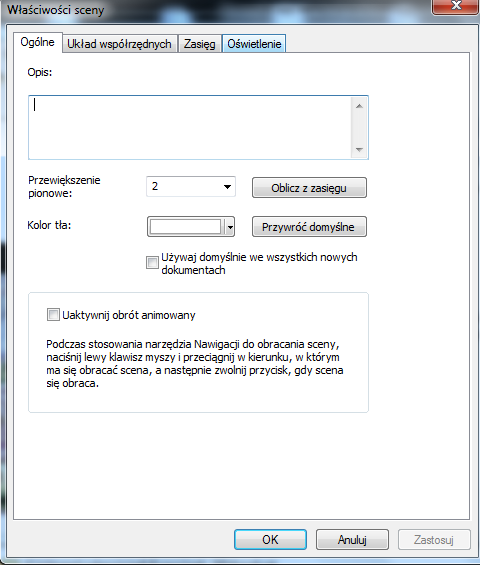 Właściwości sceny
Ogólne Układ współrzędnych Zasięg Oświetlenie
Opis:
Przewiększenie
pionowe:
2
Oblicz z zasięgu
Kolor tła:
Przywróć domyślne
Używaj domyślnie we wszystkich nowych
dokumentach
Uaktywnij obrót animowany
Podczas stosowania narzędzia Nawigacji do obracania sceny,
naciśnij lewy klawisz myszy i przeciągnij w kierunku, w którym
ma się obracać scena, a następnie zwolnij przycisk, gdy scena
się obraca.
OK Anuluj Zastosuj